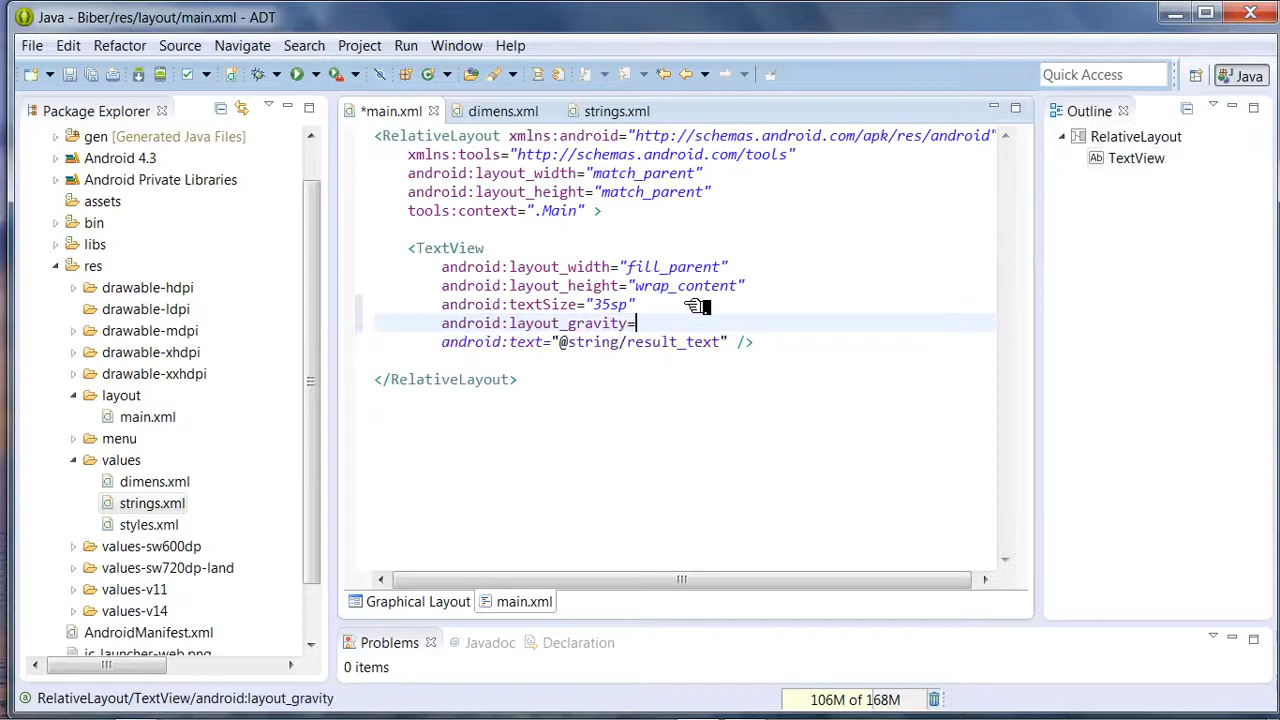 Java - Biber/res/layout/main.xml - ADT
File Edit Refactor Source Navigate Search Project Run Window Help
Quick Access
Java
Package Explorer
gen [Generated Java Files]
Android 4.3
Android Private Libraries
assets
bin
libs
res
drawable-hdpi
drawable-ldpi
drawable-mdpi
drawable-xhdpi
drawable-xxhdpi
layout
main.xml
menu
values
dimens.xml
strings.xml
styles.xml
values-sw600dp
values-sw720dp-land
values-v11
values-v14
AndroidManifest.xml
ic_launcher-web.png
*main.xml dimens.xml strings.xml
<RelativeLayout xmlns:android="http://schemas.android.com/apk/res/android"
xmlns:tools="http://schemas.android.com/tools"
android:layout_width="match_parent"
android:layout_height="match_parent"
tools:context=".Main" >
<TextView
android:layout_width="fill_parent"
android:layout_height="wrap_content"
android:textSize="35sp"
android:layout_gravity=
android:text="@string/result_text" />
</RelativeLayout>
Graphical Layout main.xml
Outline
RelativeLayout
Ab TextView
Problems @ Javadoc Declaration
0 items
RelativeLayout/TextView/android:layout_gravity
106M of 168M